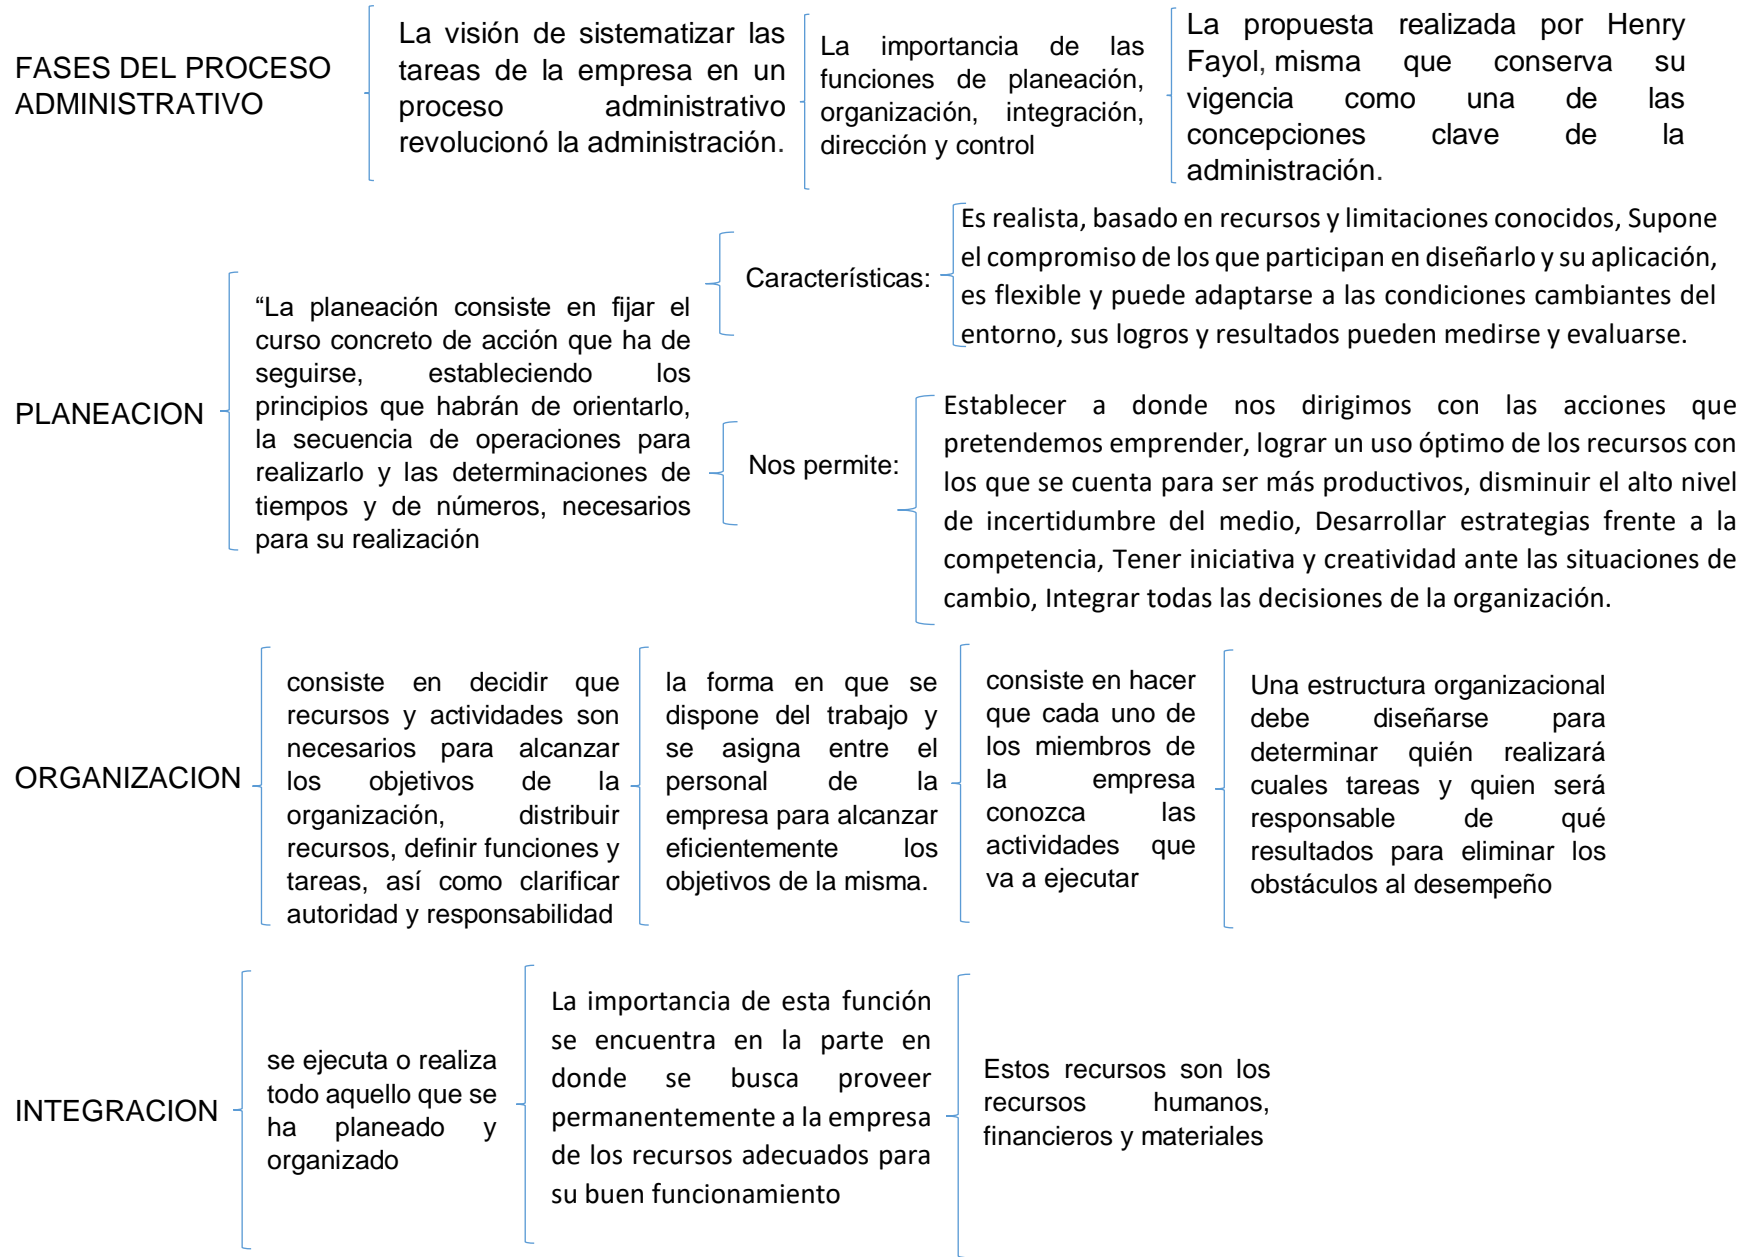 FASES DEL PROCESO
ADMINISTRATIVO
La visión de sistematizar las
tareas de la empresa en un
proceso administrativo
revolucionó la administración.
La importancia de las
funciones de planeación,
organización, integración,
dirección y control
La propuesta realizada por Henry
Fayol, misma que conserva su
vigencia como una de las
concepciones clave de la
administración.
PLANEACION
“La planeación consiste en fijar el
curso concreto de acción que ha de
seguirse, estableciendo los
principios que habrán de orientarlo,
la secuencia de operaciones para
realizarlo y las determinaciones de
tiempos y de números, necesarios
para su realización
Características:
Es realista, basado en recursos y limitaciones conocidos, Supone
el compromiso de los que participan en diseñarlo y su aplicación,
es flexible y puede adaptarse a las condiciones cambiantes del
entorno, sus logros y resultados pueden medirse y evaluarse.
Nos permite:
Establecer a donde nos dirigimos con las acciones que
pretendemos emprender, lograr un uso óptimo de los recursos con
los que se cuenta para ser más productivos, disminuir el alto nivel
de incertidumbre del medio, Desarrollar estrategias frente a la
competencia, Tener iniciativa y creatividad ante las situaciones de
cambio, Integrar todas las decisiones de la organización.
ORGANIZACION
consiste en decidir que
recursos y actividades son
necesarios para alcanzar
los objetivos de la
organización, distribuir
recursos, definir funciones y
tareas, así como clarificar
autoridad y responsabilidad
la forma en que se
dispone del trabajo y
se asigna entre el
personal de la
empresa para alcanzar
eficientemente los
objetivos de la misma.
consiste en hacer
que cada uno de
los miembros de
la empresa
conozca las
actividades que
va a ejecutar
Una estructura organizacional
debe diseñarse para
determinar quién realizará
cuales tareas y quien será
responsable de qué
resultados para eliminar los
obstáculos al desempeño
INTEGRACION
se ejecuta o realiza
todo aquello que se
ha planeado y
organizado
La importancia de esta función
se encuentra en la parte en
donde se busca proveer
permanentemente a la empresa
de los recursos adecuados para
su buen funcionamiento
Estos recursos son los
recursos humanos,
financieros y materiales